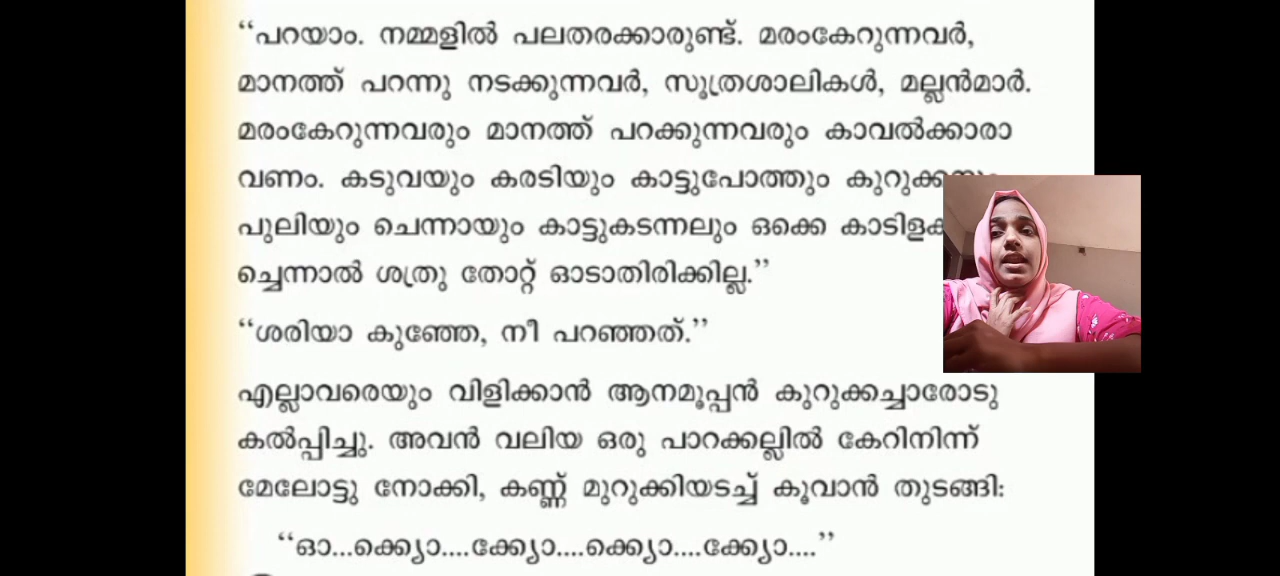 “പറയാം. നമ്മളിൽ പലതരക്കാരുണ്ട്. മരംകേറുന്നവർ,
മാനത്ത് പറന്നു നടക്കുന്നവർ, സൂത്രശാലികൾ, മല്ലൻമാർ.
മരംകേറുന്നവരും മാനത്ത് പറക്കുന്നവരും കാവൽക്കാരാ
വണം. കടുവയും കരടിയും കാട്ടുപോത്തും
പുലിയും ചെന്നായും കാട്ടുകടന്നലും ഒക്കെ
ച്ചെന്നാൽ ശത്രു തോറ്റ് ഓടാതിരിക്കില്ല.”
“ശരിയാ കുഞ്ഞേ, നീ പറഞ്ഞത്.”
എല്ലാവരെയും വിളിക്കാൻ ആനമൂപ്പൻ കുറുക്കച്ചാരോടു
കൽപ്പിച്ചു. അവൻ വലിയ ഒരു പാറക്കല്ലിൽ കേറിനിന്ന്
മേലോട്ടു നോക്കി, കണ്ണ് മുറുക്കിയടച്ച് കൂവാൻ തുടങ്ങി:
“ഓ...ക്ക്യൊ....ക്ക്യോ....ക്ക്യൊ....ക്ക്യോ....”